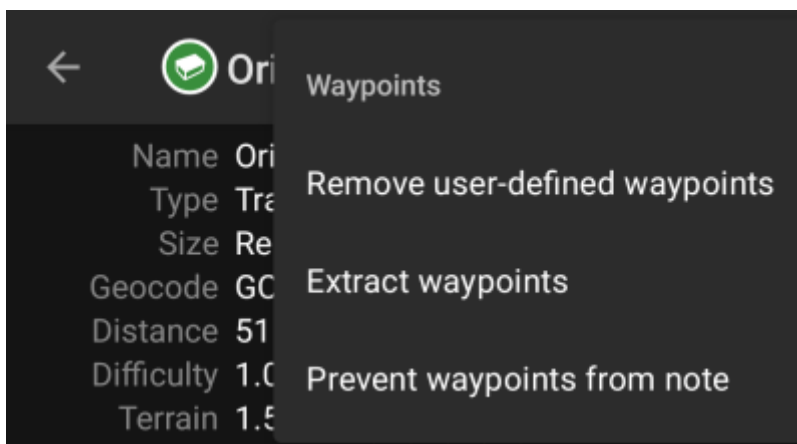 Ori
Waypoints
Name Ori
Remove user-defined waypoints
Type Tra
Size Re
Extract waypoints
Geocode GC
Distance 51
Difficulty 1.0
Prevent waypoints from note
Terrain 1.5